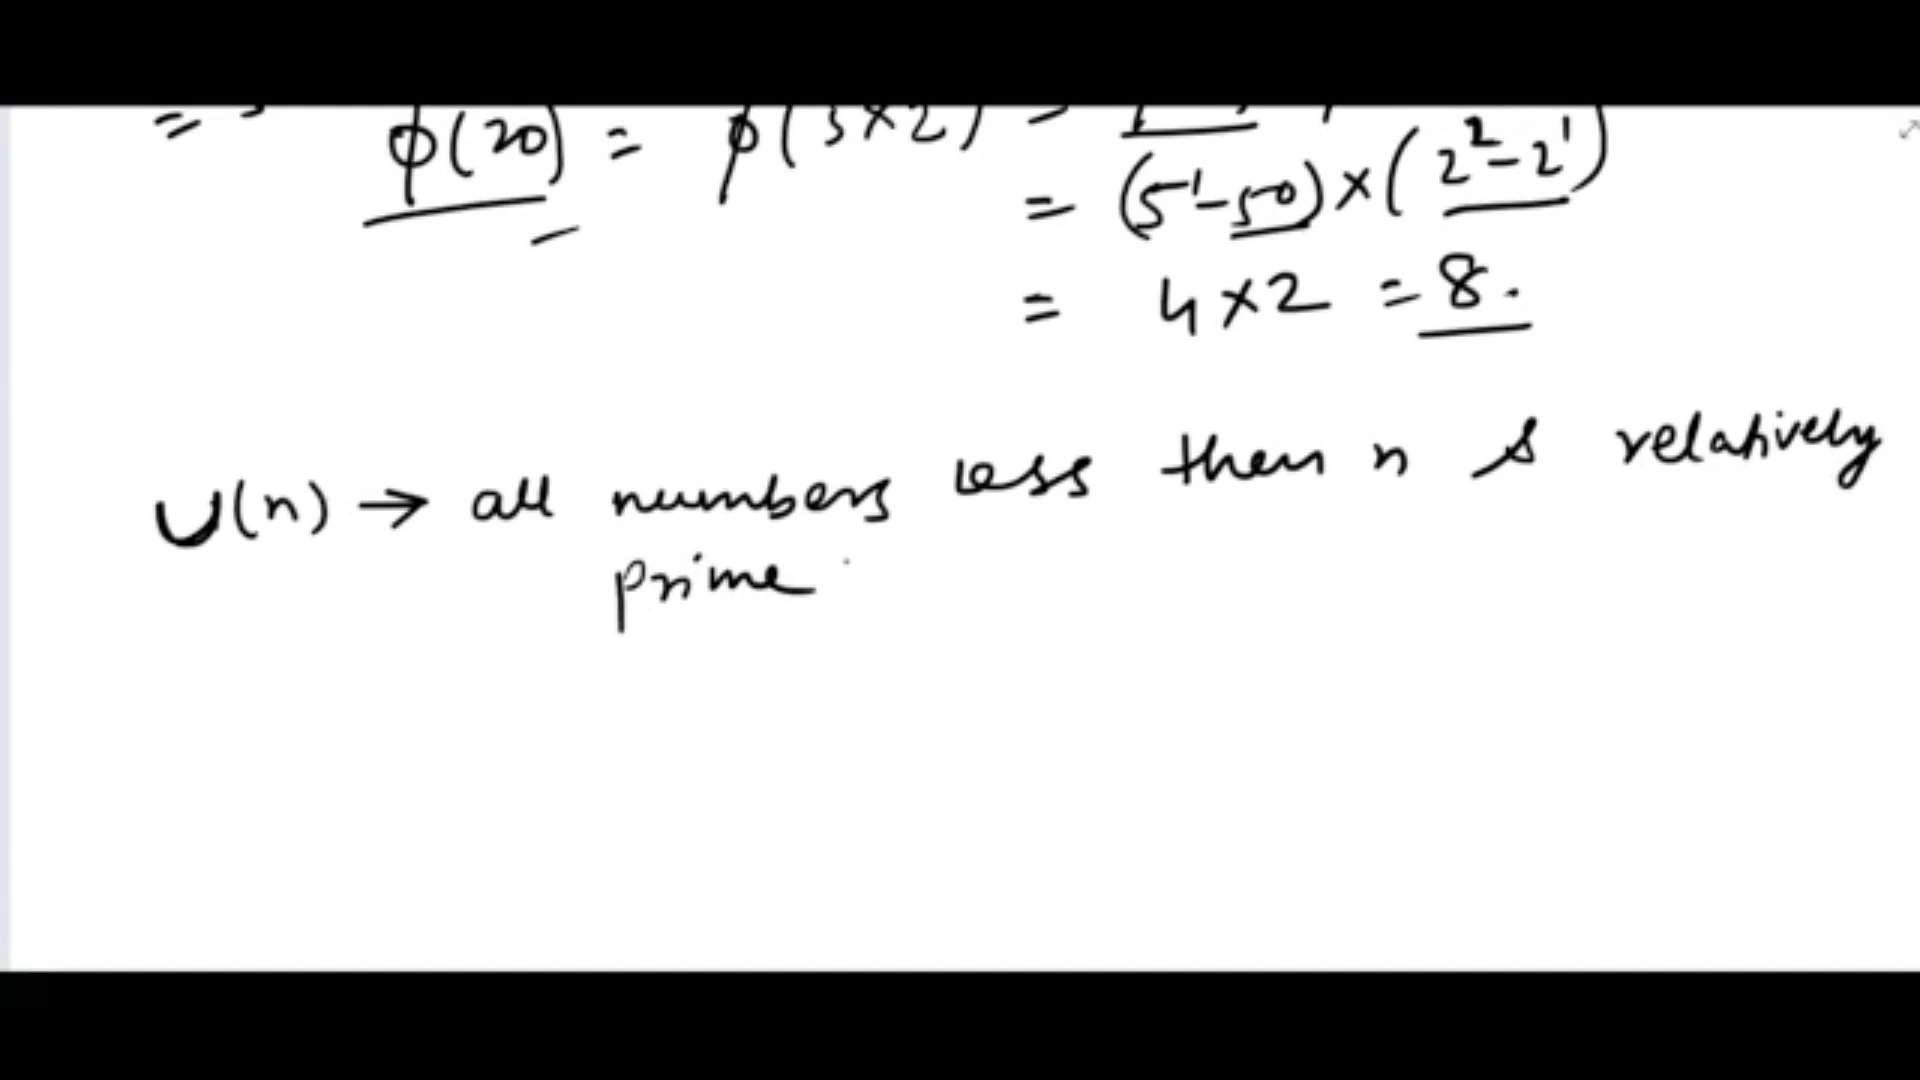 = ϕ(20) = ϕ(5×2) =
= (5¹-50)×(2²-2¹)
= 4×2 = 8.
U(n) → all numbers less then n & relatively
prime